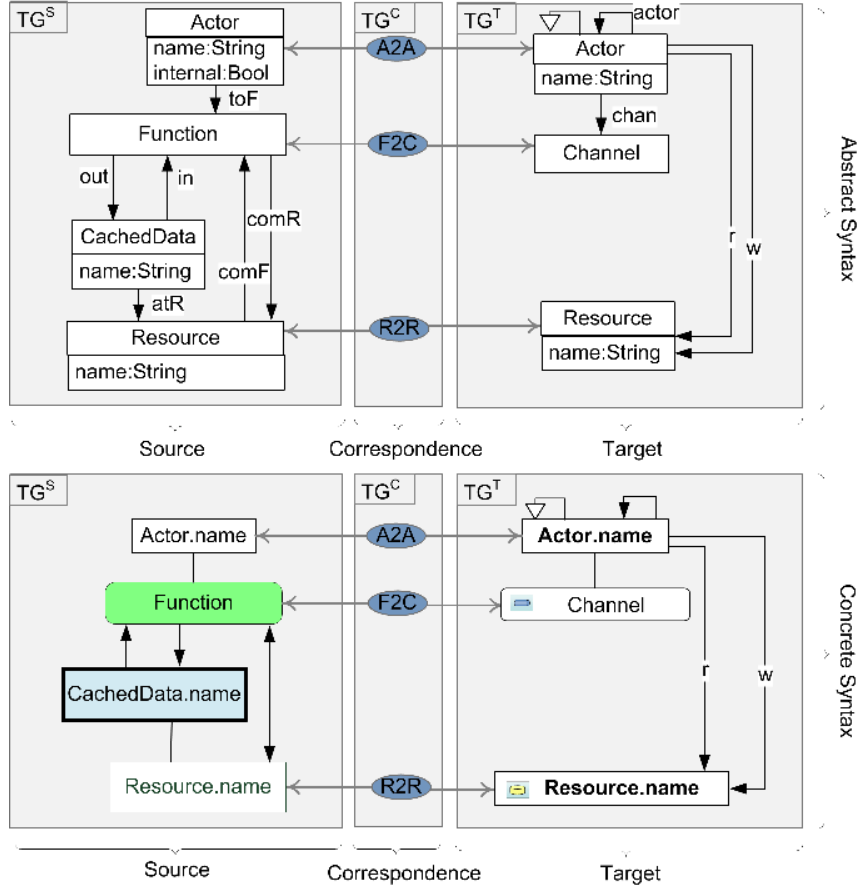 TG^S
TG^C
TG^T
Actor
name:String
internal:Bool
toF
Function
out
in
comR
comF
CachedData
name:String
atR
Resource
name:String
A2A
F2C
R2R
actor
Actor
name:String
chan
Channel
r
w
Resource
name:String
Abstract Syntax
Source
Correspondence
Target
TG^S
TG^C
TG^T
Actor.name
Function
CachedData.name
Resource.name
A2A
F2C
R2R
Actor.name
Channel
r
w
Resource.name
Concrete Syntax
Source
Correspondence
Target